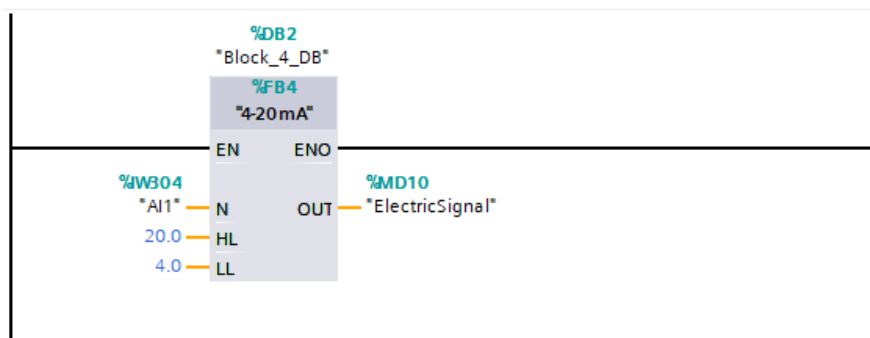 %DB2
"Block_4_DB"
%FB4
"4-20mA"
EN ENO
%IW304
"AI1" N
%MD10
OUT "ElectricSignal"
20.0 HL
4.0 LL